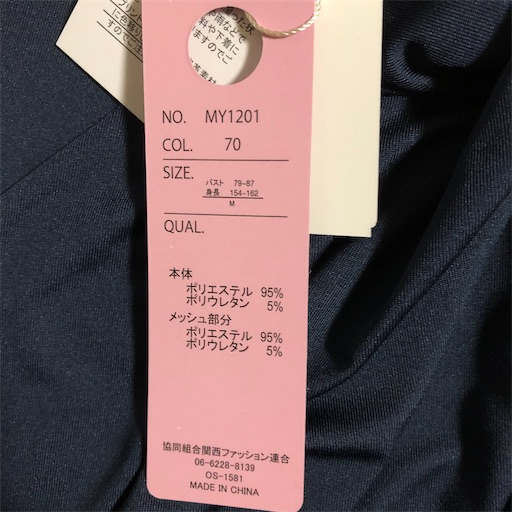 NO. MY1201
COL. 70
SIZE.
バスト 79-87
身長 154-162
M
QUAL.
本体
ポリエステル 95%
ポリウレタン 5%
メッシュ部分
ポリエステル 95%
ポリウレタン 5%
協同組合関西ファッション連合
06-6228-8139
OS-1581
MADE IN CHINA